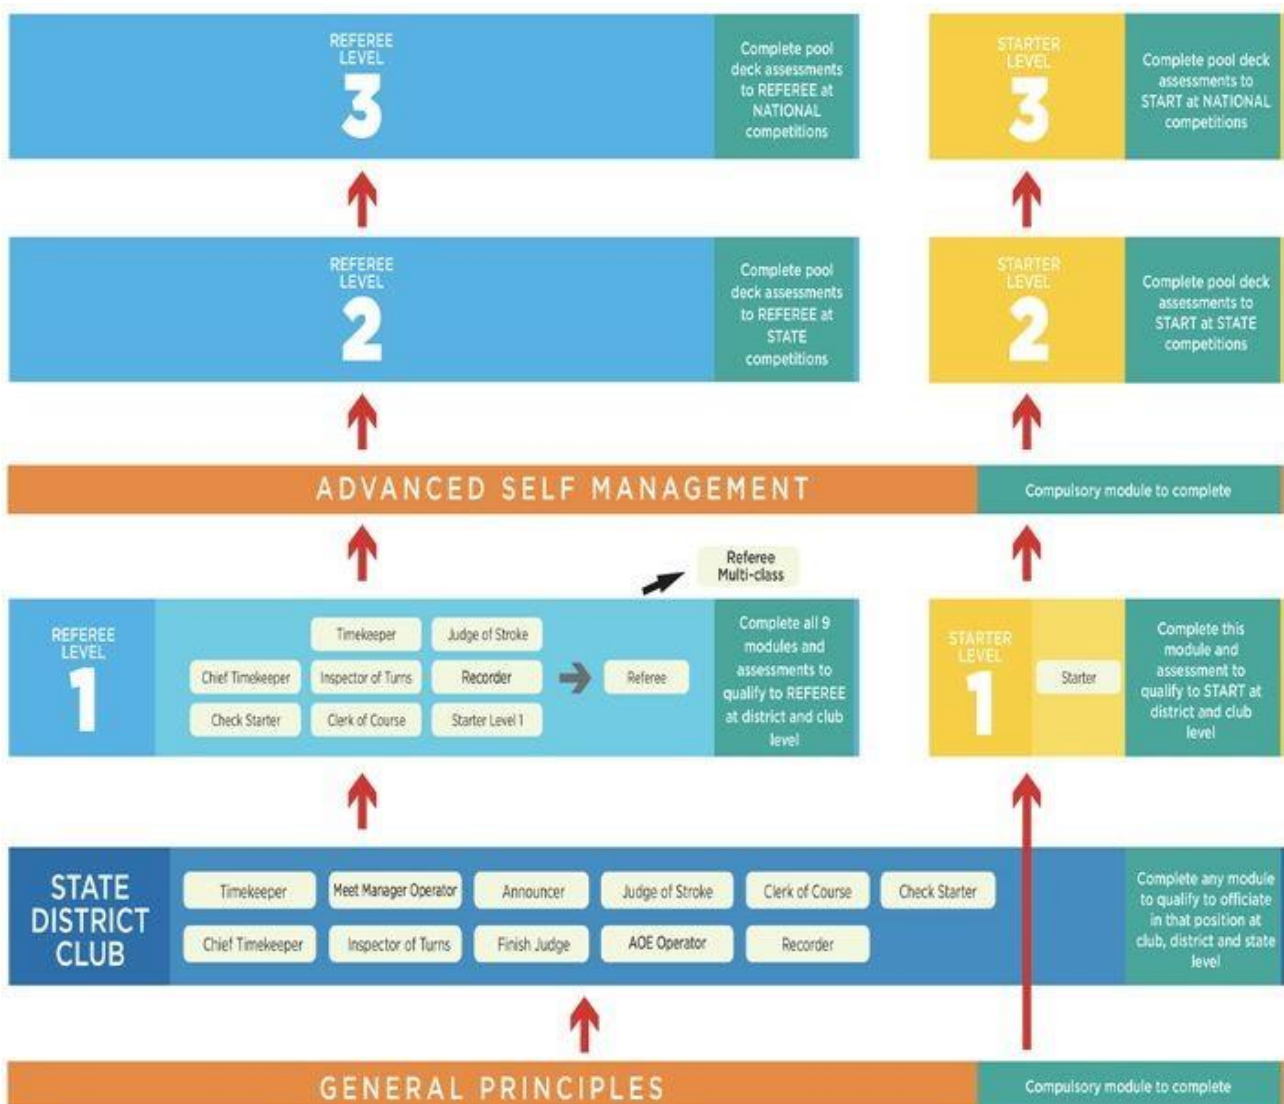 REFEREE
LEVEL
3
Complete pool
deck assessments
to REFEREE at
NATIONAL
competitions
STARTER
LEVEL
3
Complete pool deck
assessments to
START at NATIONAL
competitions
REFEREE
LEVEL
2
Complete pool
deck assessments
to REFEREE at
STATE
competitions
STARTER
LEVEL
2
Complete pool deck
assessments to
START at STATE
competitions
ADVANCED SELF MANAGEMENT
Compulsory module to complete
Referee
Multi-class
REFEREE
LEVEL
1
Timekeeper
Judge of Stroke
Chief Timekeeper
Inspector of Turns
Recorder
Referee
Check Starter
Clerk of Course
Starter Level 1
Complete all 9
modules and
assessments to
qualify to REFEREE
at district and club
level
STARTER
LEVEL
1
Starter
Complete this
module and
assessment to
qualify to START at
district and club
level
STATE
DISTRICT
CLUB
Timekeeper
Meet Manager Operator
Announcer
Judge of Stroke
Clerk of Course
Check Starter
Chief Timekeeper
Inspector of Turns
Finish Judge
AOE Operator
Recorder
Complete any module
to qualify to officiate
in that position at
club, district and state
level
GENERAL PRINCIPLES
Compulsory module to complete